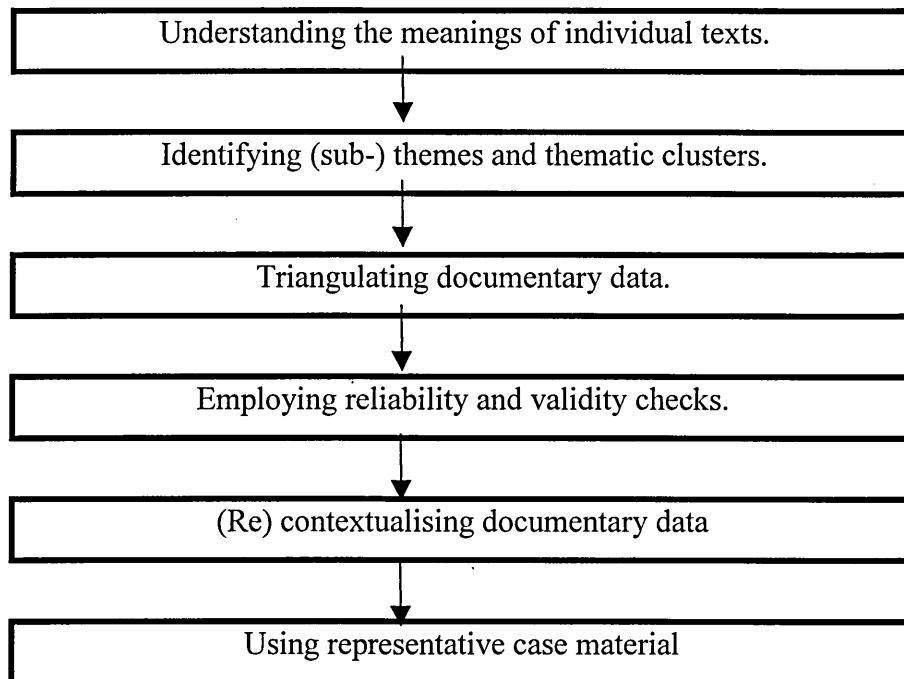 Understanding the meanings of individual texts.
Identifying (sub-) themes and thematic clusters.
Triangulating documentary data.
Employing reliability and validity checks.
(Re) contextualising documentary data
Using representative case material